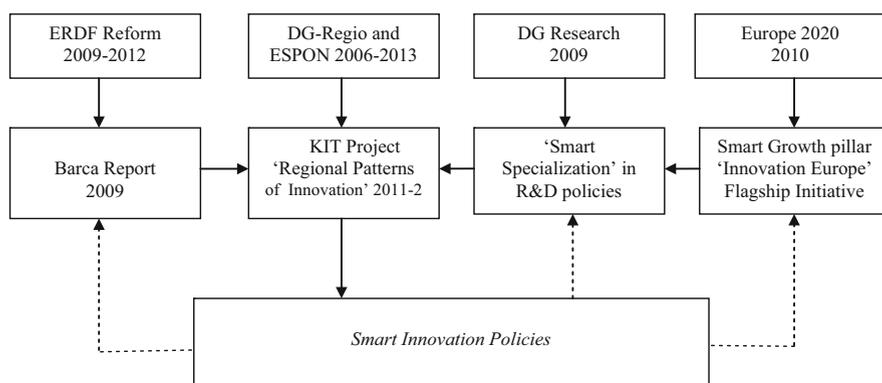 ERDF Reform
2009-2012
DG-Regio and
ESPON 2006-2013
DG Research
2009
Europe 2020
2010
Barca Report
2009
KIT Project
‘Regional Patterns
of Innovation’ 2011-2
‘Smart
Specialization’ in
R&D policies
Smart Growth pillar
‘Innovation Europe’
Flagship Initiative
Smart Innovation Policies